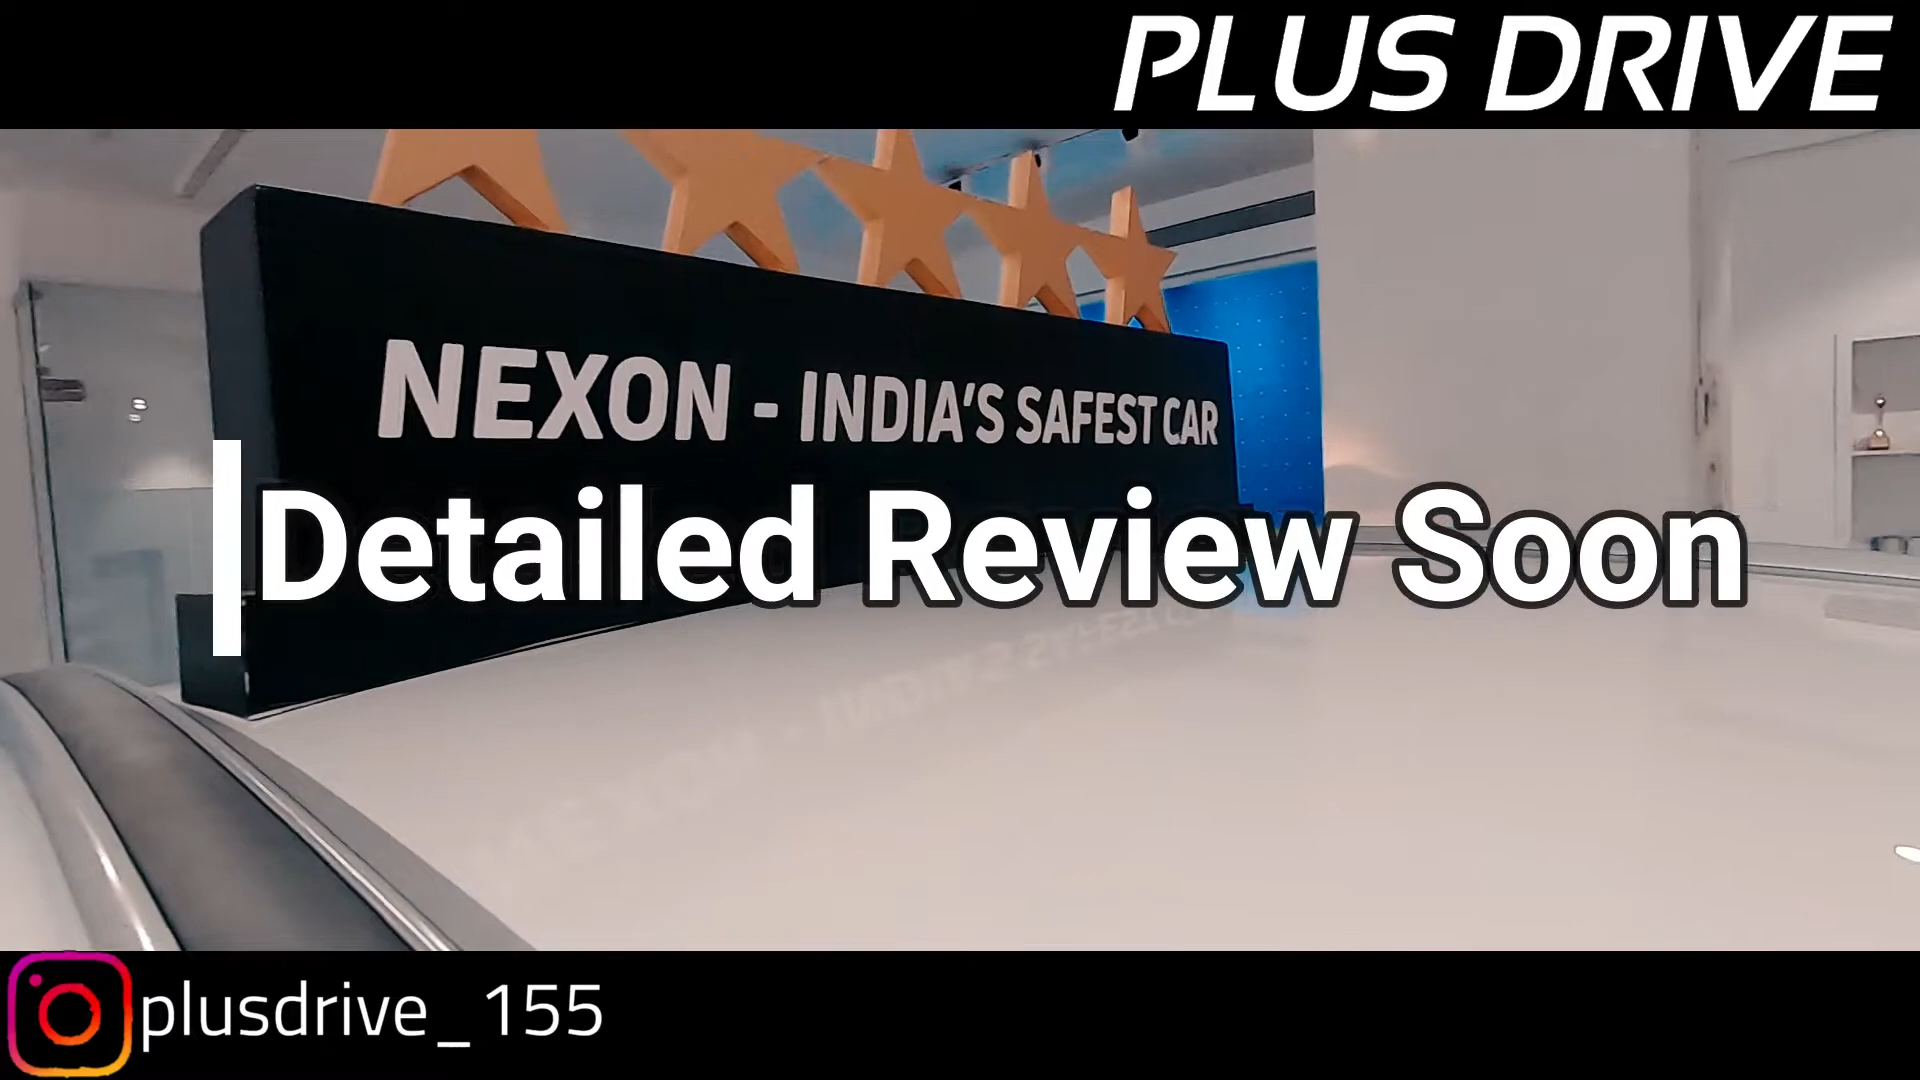 PLUS DRIVE
NEXON - INDIA'S SAFEST CAR
Detailed Review Soon
plusdrive_155